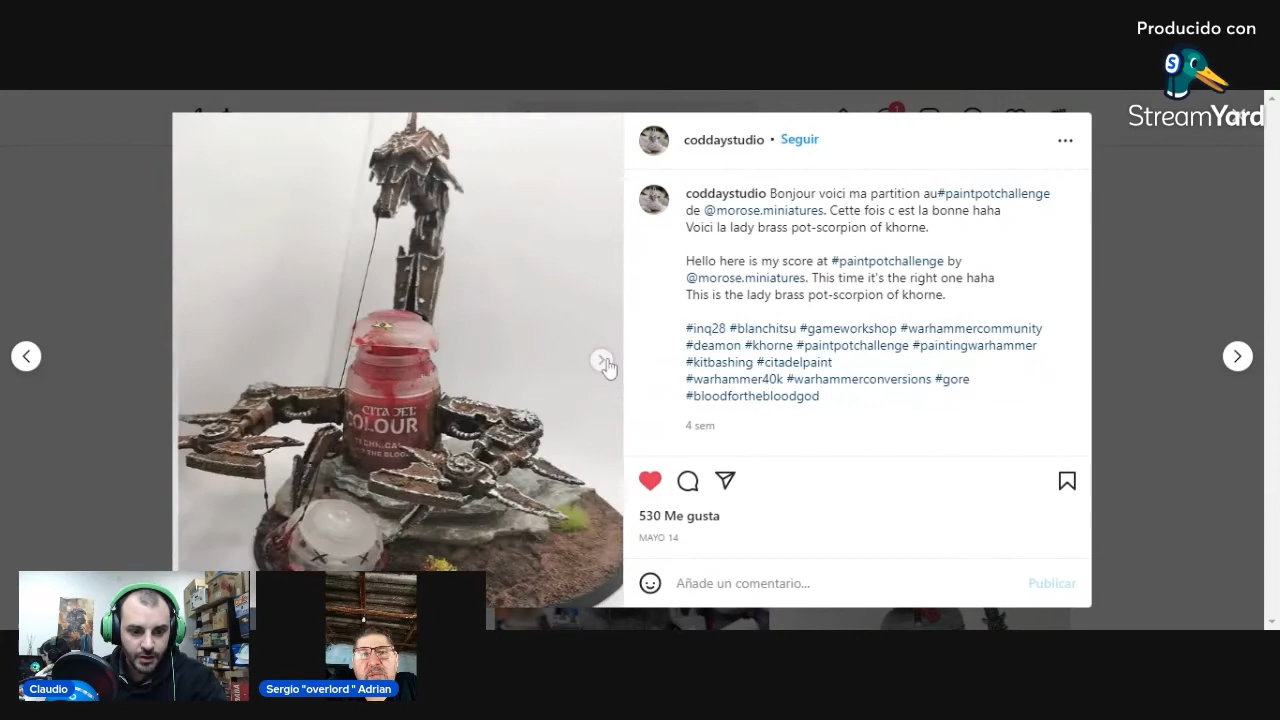 Producido con
StreamYard
coddaystudio • Seguir
coddaystudio Bonjour voici ma partition au#paintpotchallenge
de @morose.miniatures. Cette fois c est la bonne haha
Voici la lady brass pot-scorpion of khorne.
Hello here is my score at #paintpotchallenge by
@morose.miniatures. This time it's the right one haha
This is the lady brass pot-scorpion of khorne.
#inq28 #blanchitsu #gameworkshop #warhammercommunity
#deamon #khorne #paintpotchallenge #paintingwarhammer
#kitbashing #citadelpaint
#warhammer40k #warhammerconversions #gore
#bloodforthebloodgod
4 sem
530 Me gusta
MAYO 14
Añade un comentario...
Publicar
CITADEL
COLOUR
THE BLOO
Claudio
Sergio "overlord " Adrian